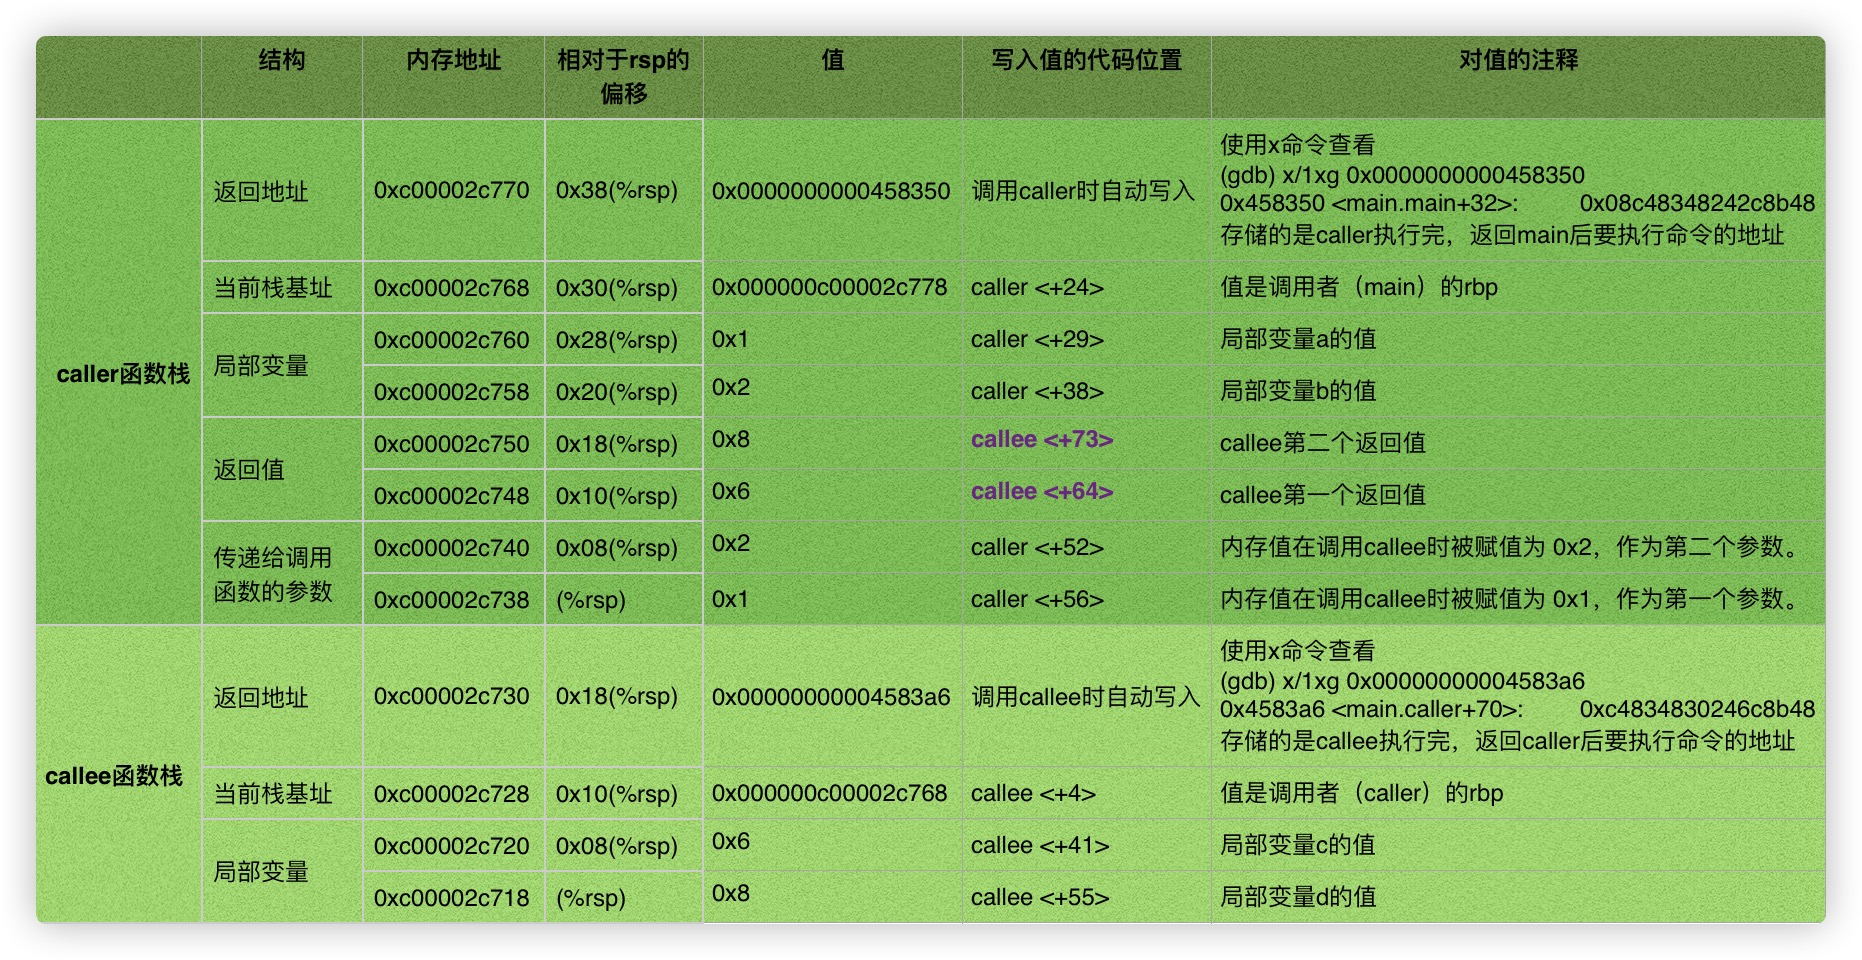 结构 内存地址 相对于rsp的偏移 值 写入值的代码位置 对值的注释
caller函数栈
返回地址 0xc00002c770 0x38(%rsp) 0x0000000000458350 调用caller时自动写入
使用x命令查看
(gdb) x/1xg 0x0000000000458350
0x458350 <main.main+32>: 0x08c48348242c8b48
存储的是caller执行完，返回main后要执行命令的地址
当前栈基址 0xc00002c768 0x30(%rsp) 0x000000c00002c778 caller <+24> 值是调用者（main）的rbp
局部变量 0xc00002c760 0x28(%rsp) 0x1 caller <+29> 局部变量a的值
0xc00002c758 0x20(%rsp) 0x2 caller <+38> 局部变量b的值
返回值 0xc00002c750 0x18(%rsp) 0x8 callee <+73> callee第二个返回值
0xc00002c748 0x10(%rsp) 0x6 callee <+64> callee第一个返回值
传递给调用函数的参数 0xc00002c740 0x08(%rsp) 0x2 caller <+52> 内存值在调用callee时被赋值为 0x2，作为第二个参数。
0xc00002c738 (%rsp) 0x1 caller <+56> 内存值在调用callee时被赋值为 0x1，作为第一个参数。
callee函数栈
返回地址 0xc00002c730 0x18(%rsp) 0x00000000004583a6 调用callee时自动写入
使用x命令查看
(gdb) x/1xg 0x00000000004583a6
0x4583a6 <main.caller+70>: 0xc4834830246c8b48
存储的是callee执行完，返回caller后要执行命令的地址
当前栈基址 0xc00002c728 0x10(%rsp) 0x000000c00002c768 callee <+4> 值是调用者（caller）的rbp
局部变量 0xc00002c720 0x08(%rsp) 0x6 callee <+41> 局部变量c的值
0xc00002c718 (%rsp) 0x8 callee <+55> 局部变量d的值